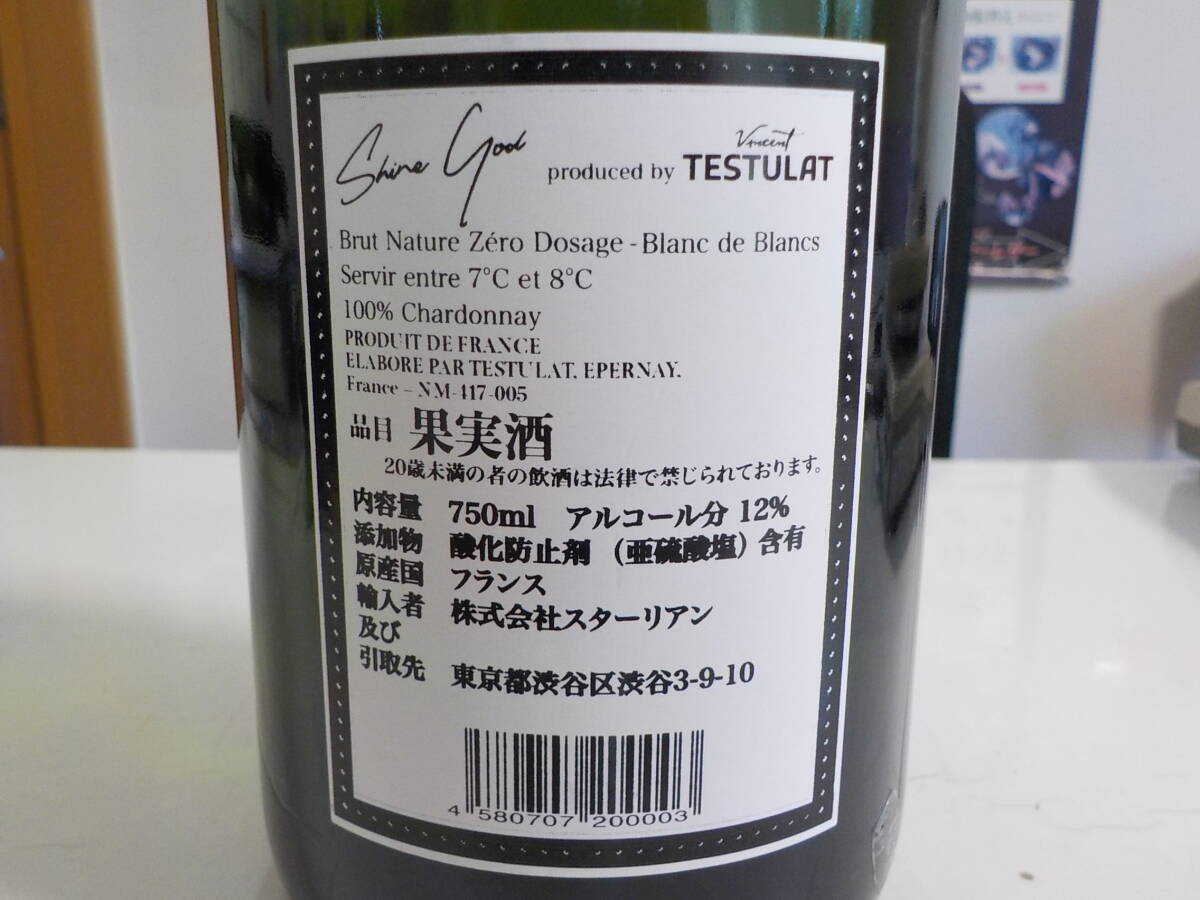 Shine God produced by Vincent TESTULAT
Brut Nature Zéro Dosage - Blanc de Blancs
Servir entre 7°C et 8°C
100% Chardonnay
PRODUIT DE FRANCE
ELABORE PAR TESTULAT, EPERNAY,
France – NM-417-005
品目 果実酒
20歳未満の者の飲酒は法律で禁じられております。
内容量 750ml アルコール分 12%
添加物 酸化防止剤 (亜硫酸塩) 含有
原産国 フランス
輸入者 株式会社スターリアン
及び
引取先 東京都渋谷区渋谷3-9-10
4 580707 200003